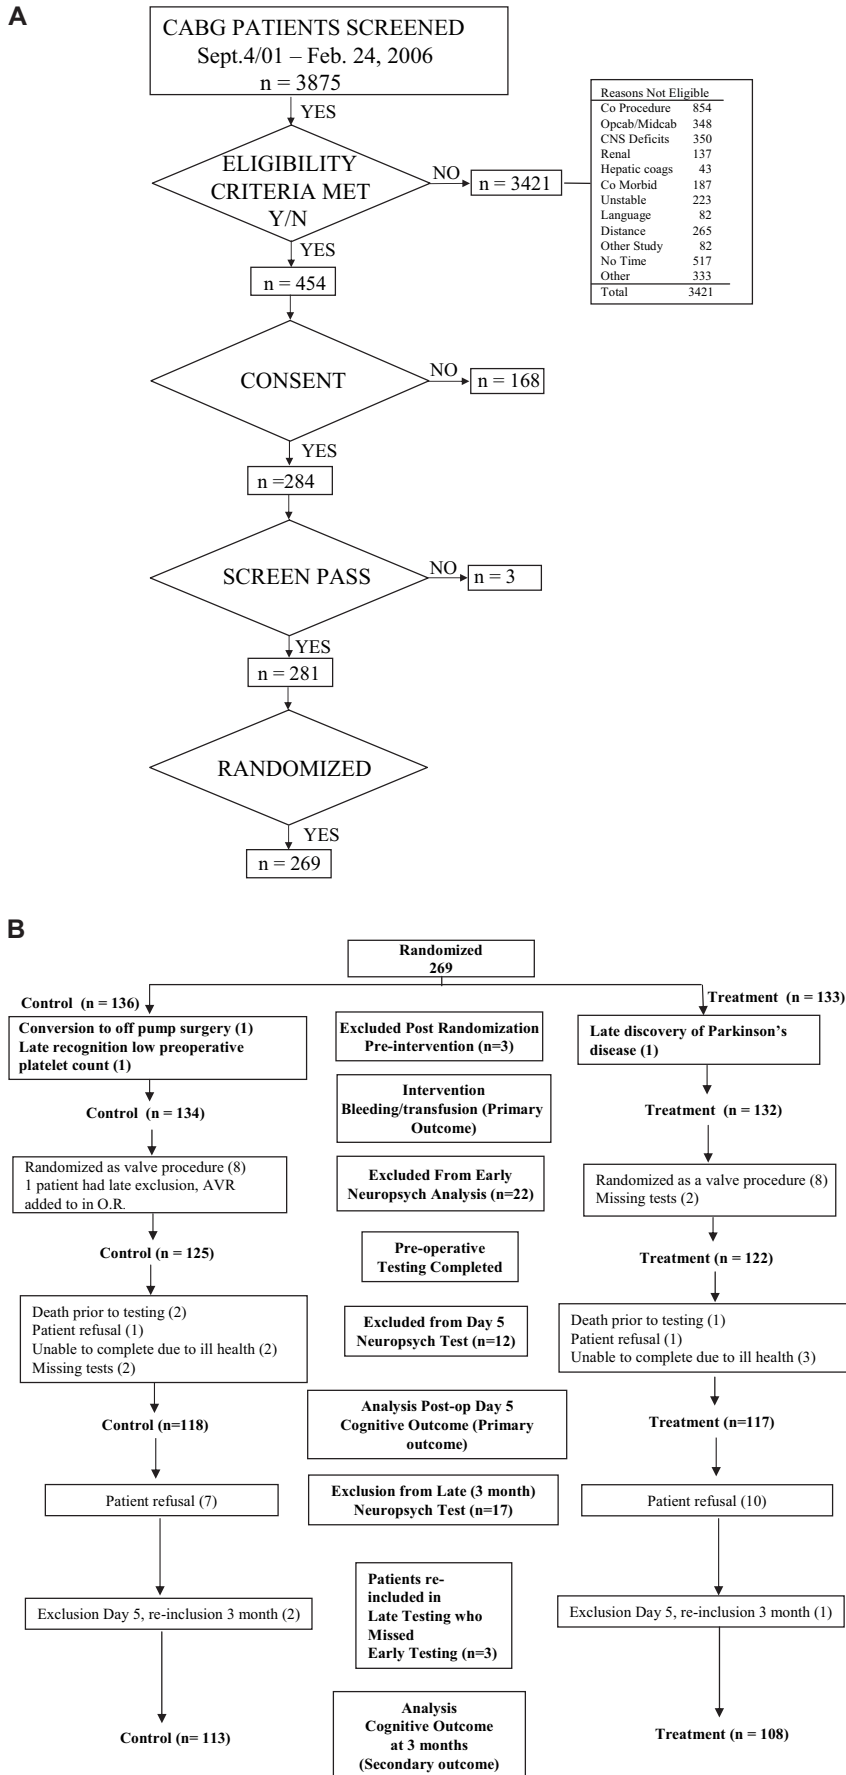 A
CABG PATIENTS SCREENED
Sept.4/01 – Feb. 24, 2006
n = 3875
YES
ELIGIBILITY
CRITERIA MET
Y/N
NO
n = 3421
Reasons Not Eligible
Co Procedure 854
Opcab/Midcab 348
CNS Deficits 350
Renal 137
Hepatic coags 43
Co Morbid 187
Unstable 223
Language 82
Distance 265
Other Study 82
No Time 517
Other 333
Total 3421
YES
n = 454
CONSENT
NO
n = 168
YES
n =284
SCREEN PASS
NO
n = 3
YES
n = 281
RANDOMIZED
YES
n = 269
B
Randomized
269
Control (n = 136)
Treatment (n = 133)
Conversion to off pump surgery (1)
Late recognition low preoperative
platelet count (1)
Excluded Post Randomization
Pre-intervention (n=3)
Late discovery of Parkinson's
disease (1)
Control (n = 134)
Intervention
Bleeding/transfusion (Primary
Outcome)
Treatment (n = 132)
Randomized as valve procedure (8)
1 patient had late exclusion, AVR
added to in O.R.
Excluded From Early
Neuropsych Analysis (n=22)
Randomized as a valve procedure (8)
Missing tests (2)
Control (n = 125)
Pre-operative
Testing Completed
Treatment (n = 122)
Death prior to testing (2)
Patient refusal (1)
Unable to complete due to ill health (2)
Missing tests (2)
Excluded from Day 5
Neuropsych Test (n=12)
Death prior to testing (1)
Patient refusal (1)
Unable to complete due to ill health (3)
Control (n=118)
Analysis Post-op Day 5
Cognitive Outcome (Primary
outcome)
Treatment (n=117)
Patient refusal (7)
Exclusion from Late (3 month)
Neuropsych Test (n=17)
Patient refusal (10)
Exclusion Day 5, re-inclusion 3 month (2)
Patients re-
included in
Late Testing who
Missed
Early Testing (n=3)
Exclusion Day 5, re-inclusion 3 month (1)
Control (n= 113)
Analysis
Cognitive Outcome
at 3 months
(Secondary outcome)
Treatment (n = 108)